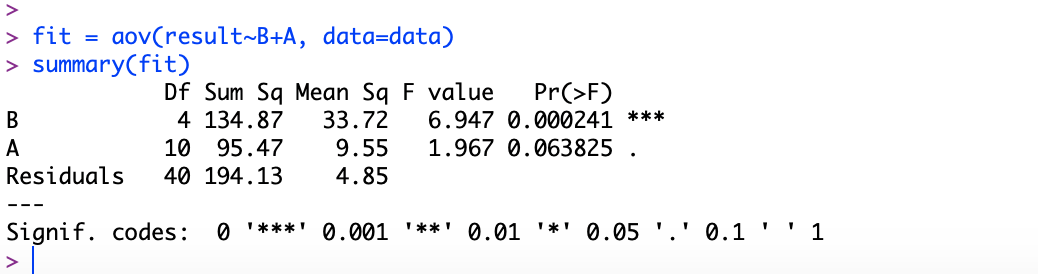 >
> fit = aov(result~B+A, data=data)
> summary(fit)
            Df Sum Sq Mean Sq F value   Pr(>F)
B            4 134.87   33.72   6.947 0.000241 ***
A           10  95.47    9.55   1.967 0.063825 .
Residuals   40 194.13    4.85
---
Signif. codes:  0 '***' 0.001 '**' 0.01 '*' 0.05 '.' 0.1 ' ' 1
>